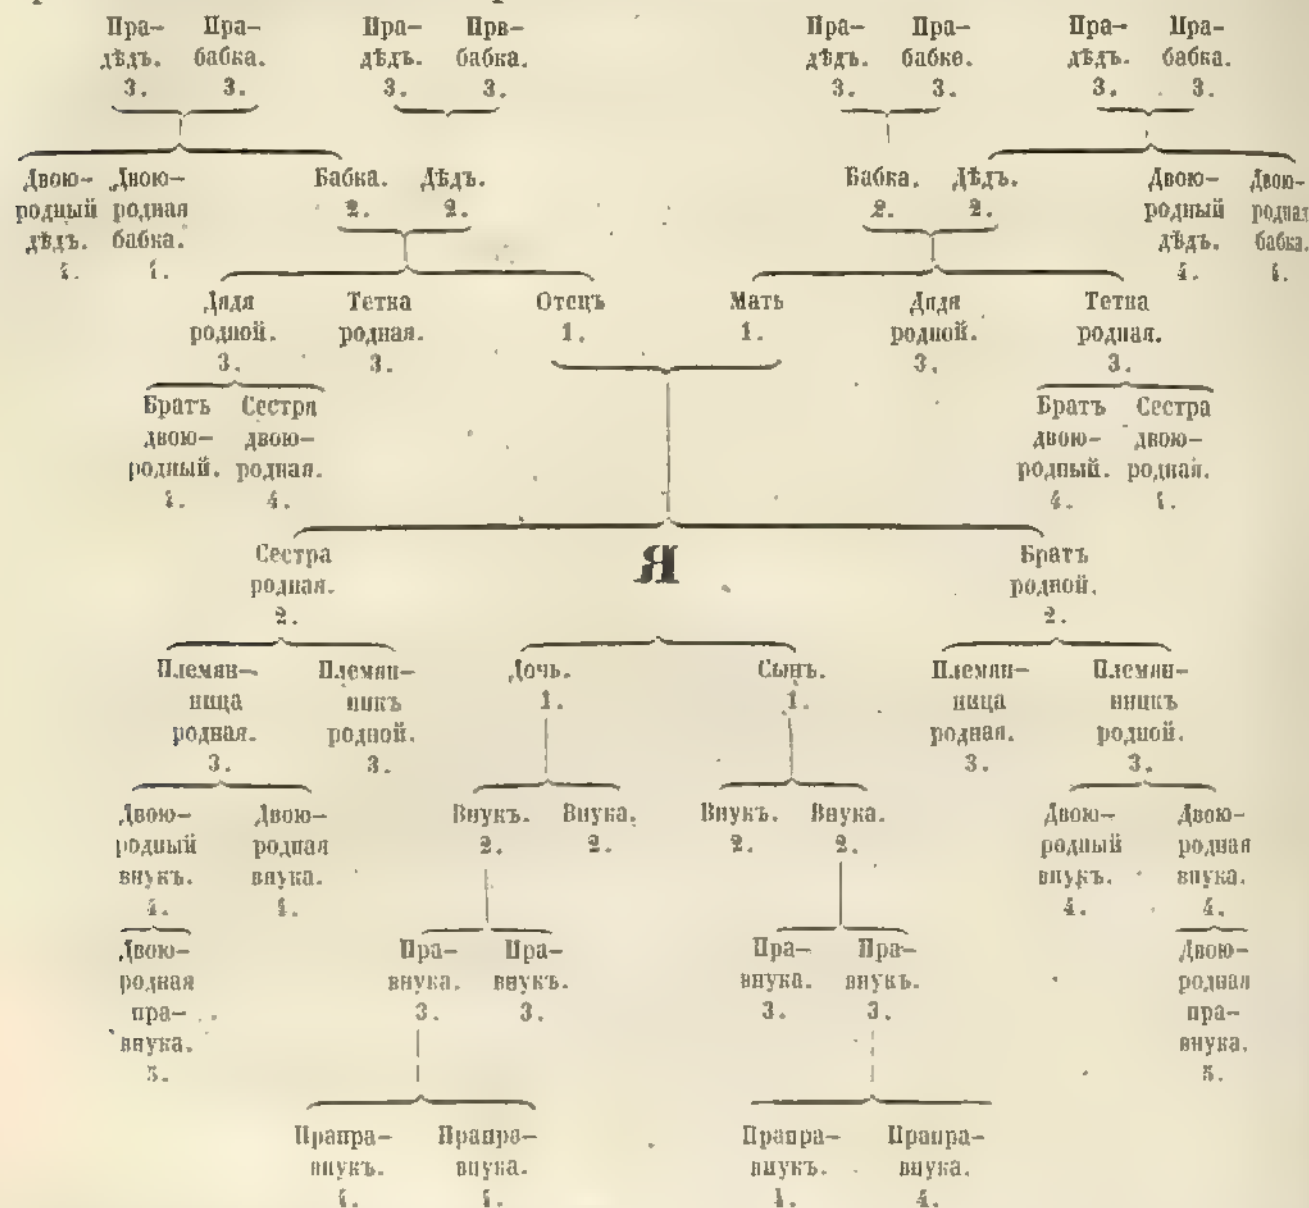 Пра- Пра- Пра- Прв- Пра- Пра- Пра- Пра-
дѣдъ. бабка. дѣдъ. бабка. дѣдъ. бабке. дѣдъ. бабка.
3. 3. 3. 3. 3. 3. 3. 3.
Двою- Двою- Бабка. Дѣдъ. Бабка. Дѣдъ. Двою- Двою-
родный родная 2. 2. 2. 2. родный родная
дѣдъ. бабка. дѣдъ. бабка.
4. 4. 4. 4.
Дядя Тетка Отецъ Мать Дядя Тетка
родной. родная. 1. 1. родной. родная.
3. 3. 3. 3.
Братъ Сестра Братъ Сестра
двою- двою- двою- двою-
родный. родная. родный. родная.
4. 4. 4. 4.
Сестра Я Братъ
родная. родной.
2. 2.
Племян- Племян- Дочь. Сынъ. Племян- Племян-
ница никъ 1. 1. ница никъ
родная. родной. родная. родной.
3. 3. 3. 3.
Двою- Двою- Внукъ. Внука. Внукъ. Внука. Двою- Двою-
родный родная 2. 2. 2. 2. родный родная
внукъ. внука. внукъ. внука.
4. 4. 4. 4.
Двою- Пра- Пра- Пра- Пра- Двою-
родная внука. внукъ. внука. внукъ. родная
пра- 3. 3. 3. 3. пра-
внука. внука.
5. 5.
Прапра- Прапра- Прапра- Прапра-
внукъ. внука. внукъ. внука.
4. 4. 4. 4.